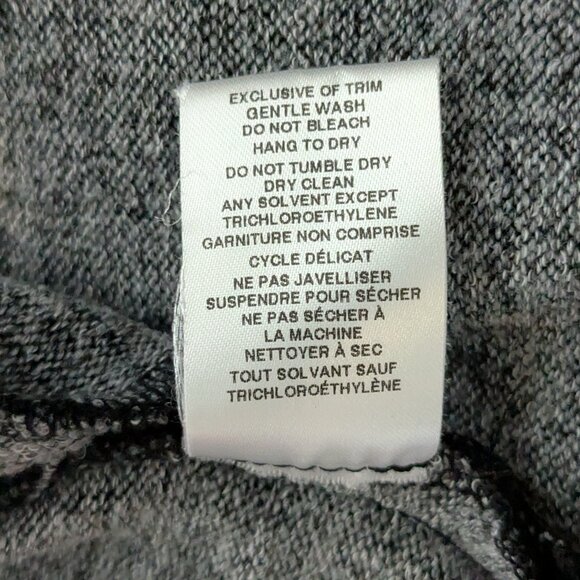 EXCLUSIVE OF TRIM
GENTLE WASH
DO NOT BLEACH
HANG TO DRY
DO NOT TUMBLE DRY
DRY CLEAN
ANY SOLVENT EXCEPT
TRICHLOROETHYLENE
GARNITURE NON COMPRISE
CYCLE DÉLICAT
NE PAS JAVELLISER
SUSPENDRE POUR SÉCHER
NE PAS SÉCHER À
LA MACHINE
NETTOYER À SEC
TOUT SOLVANT SAUF
TRICHLOROÉTHYLÈNE